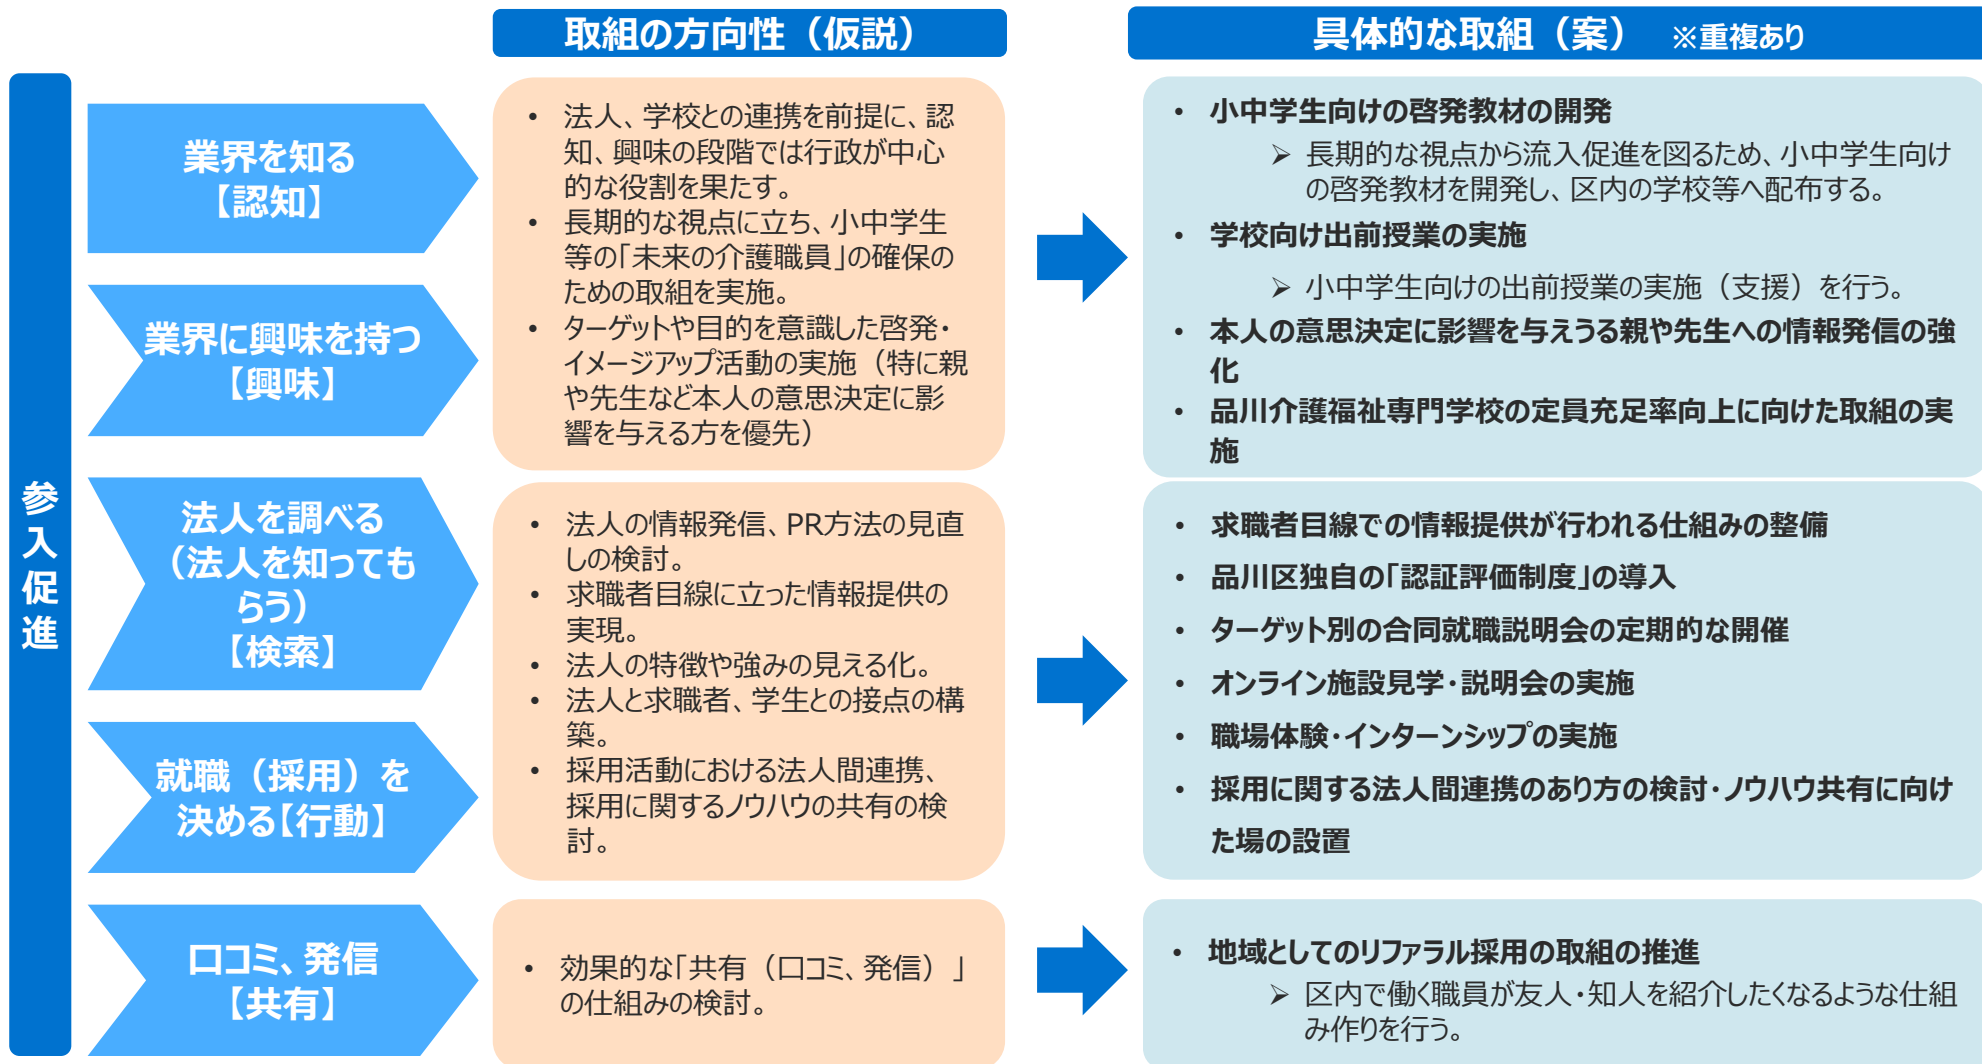 取組の方向性（仮説）
具体的な取組（案） ※重複あり
参入促進
業界を知る
【認知】
業界に興味を持つ
【興味】
• 法人、学校との連携を前提に、認
知、興味の段階では行政が中心
的な役割を果たす。
• 長期的な視点に立ち、小中学生
等の「未来の介護職員」の確保の
ための取組を実施。
• ターゲットや目的を意識した啓発・
イメージアップ活動の実施（特に親
や先生など本人の意思決定に影
響を与える方を優先）
• 小中学生向けの啓発教材の開発
➢ 長期的な視点から流入促進を図るため、小中学生向け
の啓発教材を開発し、区内の学校等へ配布する。
• 学校向け出前授業の実施
➢ 小中学生向けの出前授業の実施（支援）を行う。
• 本人の意思決定に影響を与えうる親や先生への情報発信の強
化
• 品川介護福祉専門学校の定員充足率向上に向けた取組の実
施
法人を調べる
（法人を知っても
らう）
【検索】
就職（採用）を
決める【行動】
• 法人の情報発信、PR方法の見直
しの検討。
• 求職者目線に立った情報提供の
実現。
• 法人の特徴や強みの見える化。
• 法人と求職者、学生との接点の構
築。
• 採用活動における法人間連携、
採用に関するノウハウの共有の検
討。
• 求職者目線での情報提供が行われる仕組みの整備
• 品川区独自の「認証評価制度」の導入
• ターゲット別の合同就職説明会の定期的な開催
• オンライン施設見学・説明会の実施
• 職場体験・インターンシップの実施
• 採用に関する法人間連携のあり方の検討・ノウハウ共有に向け
た場の設置
口コミ、発信
【共有】
• 効果的な「共有（口コミ、発信）」
の仕組みの検討。
• 地域としてのリファラル採用の取組の推進
➢ 区内で働く職員が友人・知人を紹介したくなるような仕組
み作りを行う。